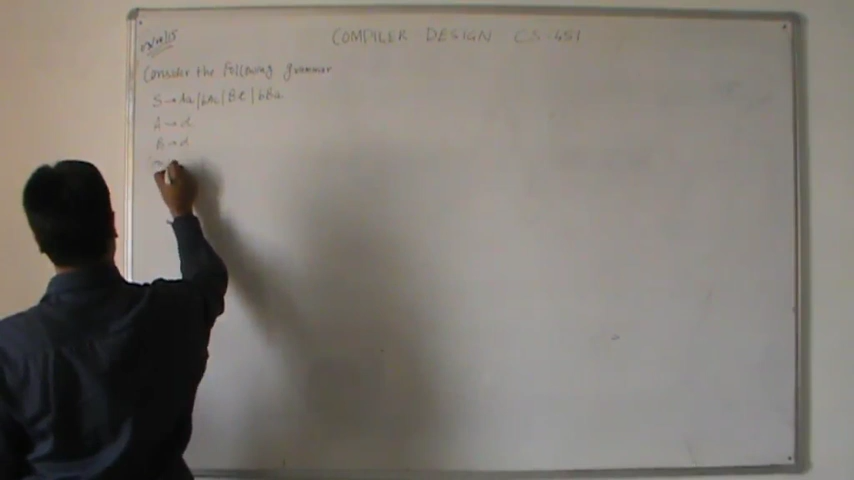 COMPILER DESIGN CS-451
Consider the following grammar
S → Aa | bAc | Bc | bBa
A → d
B → d